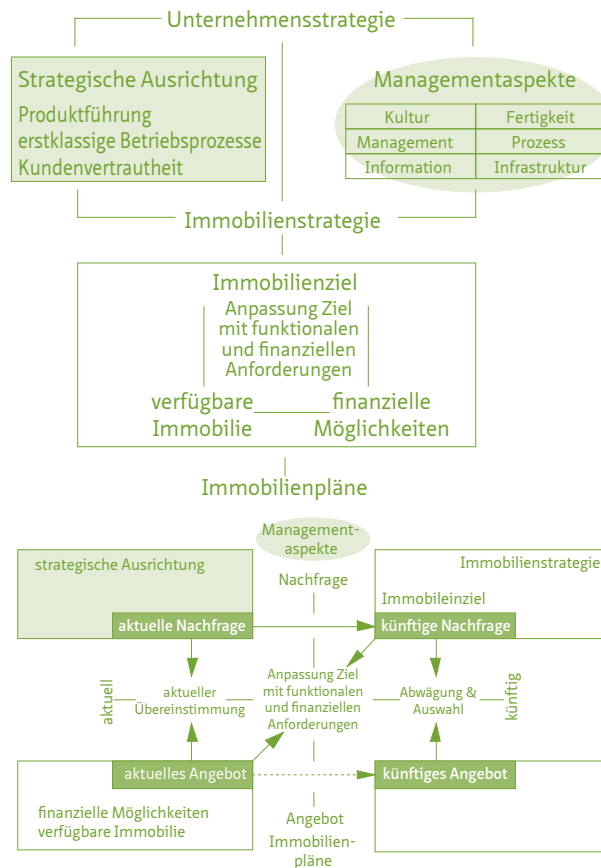 Unternehmensstrategie
Strategische Ausrichtung
Produktführung
erstklassige Betriebsprozesse
Kundenvertrautheit
Managementaspekte
Kultur
Fertigkeit
Management
Prozess
Information
Infrastruktur
Immobilienstrategie
Immobilienziel
Anpassung Ziel
mit funktionalen
und finanziellen
Anforderungen
verfügbare
Immobilie
finanzielle
Möglichkeiten
Immobilienpläne
Management-
aspekte
strategische Ausrichtung
Nachfrage
Immobilienstrategie
Immobileinziel
aktuelle Nachfrage
künftige Nachfrage
aktuell
aktueller
Übereinstimmung
Anpassung Ziel
mit funktionalen
und finanziellen
Anforderungen
Abwägung &
Auswahl
künftig
aktuelles Angebot
künftiges Angebot
finanzielle Möglichkeiten
verfügbare Immobilie
Angebot
Immobilien-
pläne